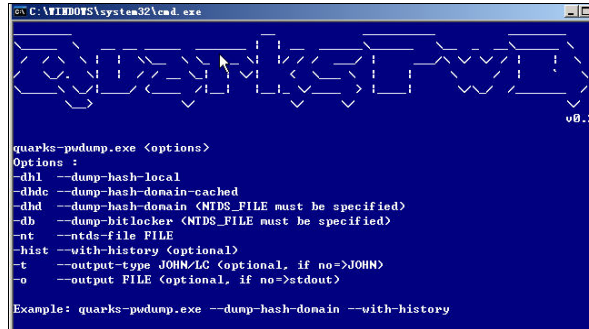 C:\WINDOWS\system32\cmd.exe
v0.
quarks-pwdump.exe <options>
Options :
-dhl --dump-hash-local
-dhdc --dump-hash-domain-cached
-dhd --dump-hash-domain (NTDS_FILE must be specified)
-db --dump-bitlocker (NTDS_FILE must be specified)
-nt --ntds-file FILE
-hist --with-history (optional)
-t --output-type JOHN/LC (optional, if no=>JOHN)
-o --output FILE (optional, if no=>stdout)
Example: quarks-pwdump.exe --dump-hash-domain --with-history